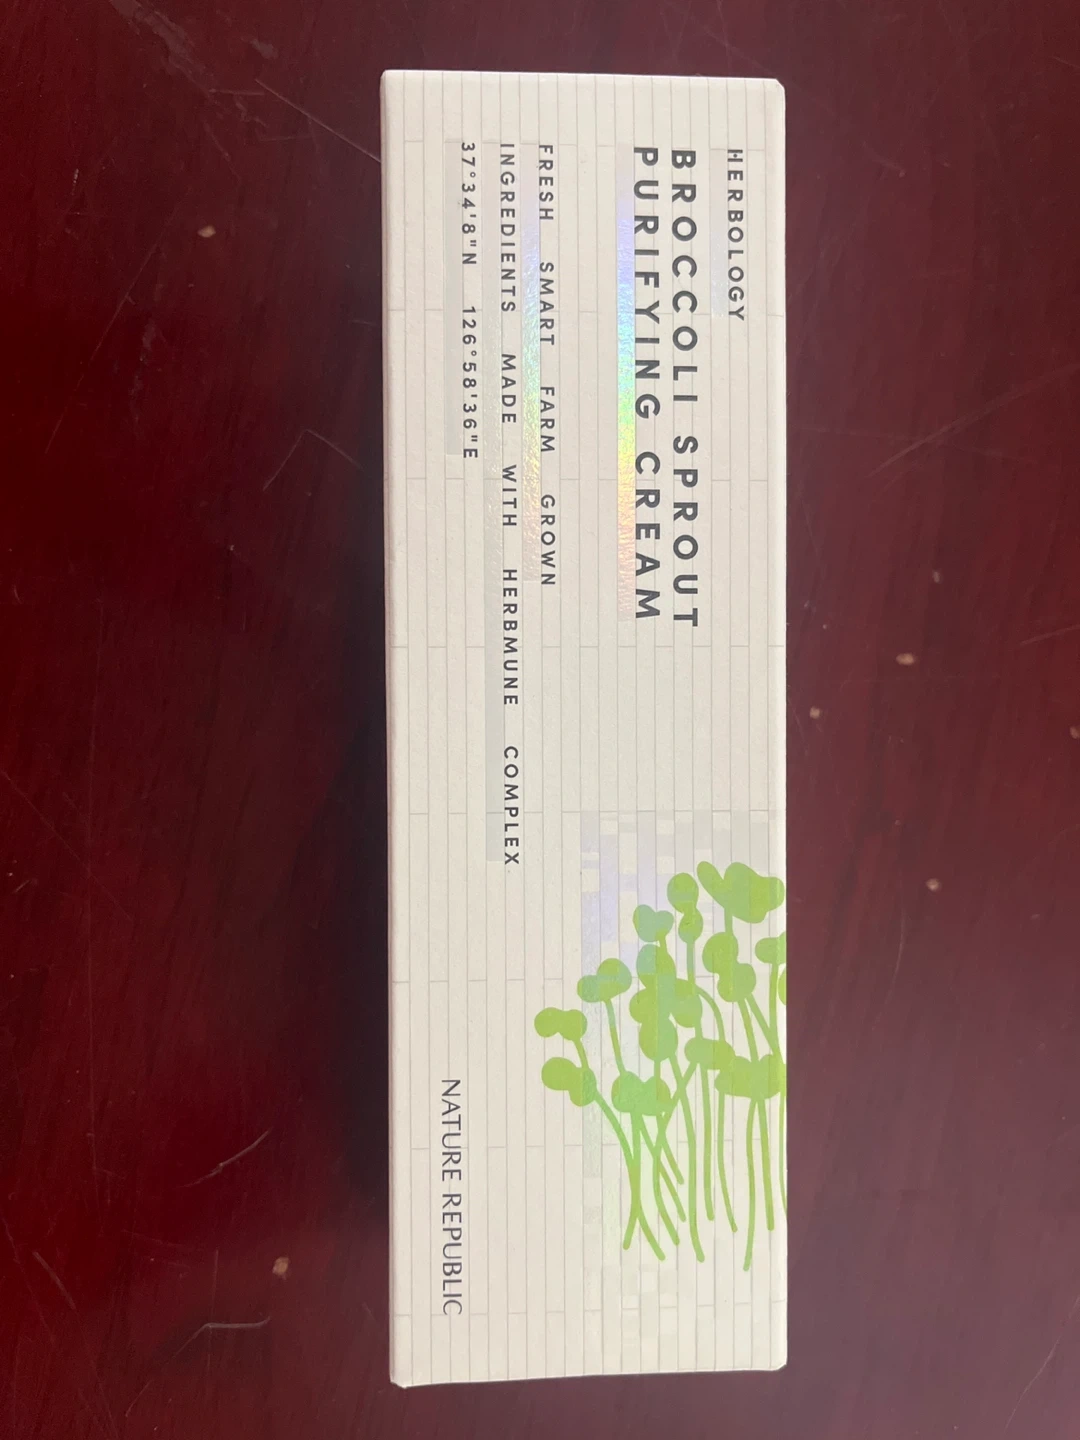 HERBOLOGY
BROCCOLI SPROUT
PURIFYING CREAM
FRESH SMART FARM GROWN
INGREDIENTS MADE WITH HERBMUNE COMPLEX
37°34'8"N 126°58'36"E
NATURE REPUBLIC